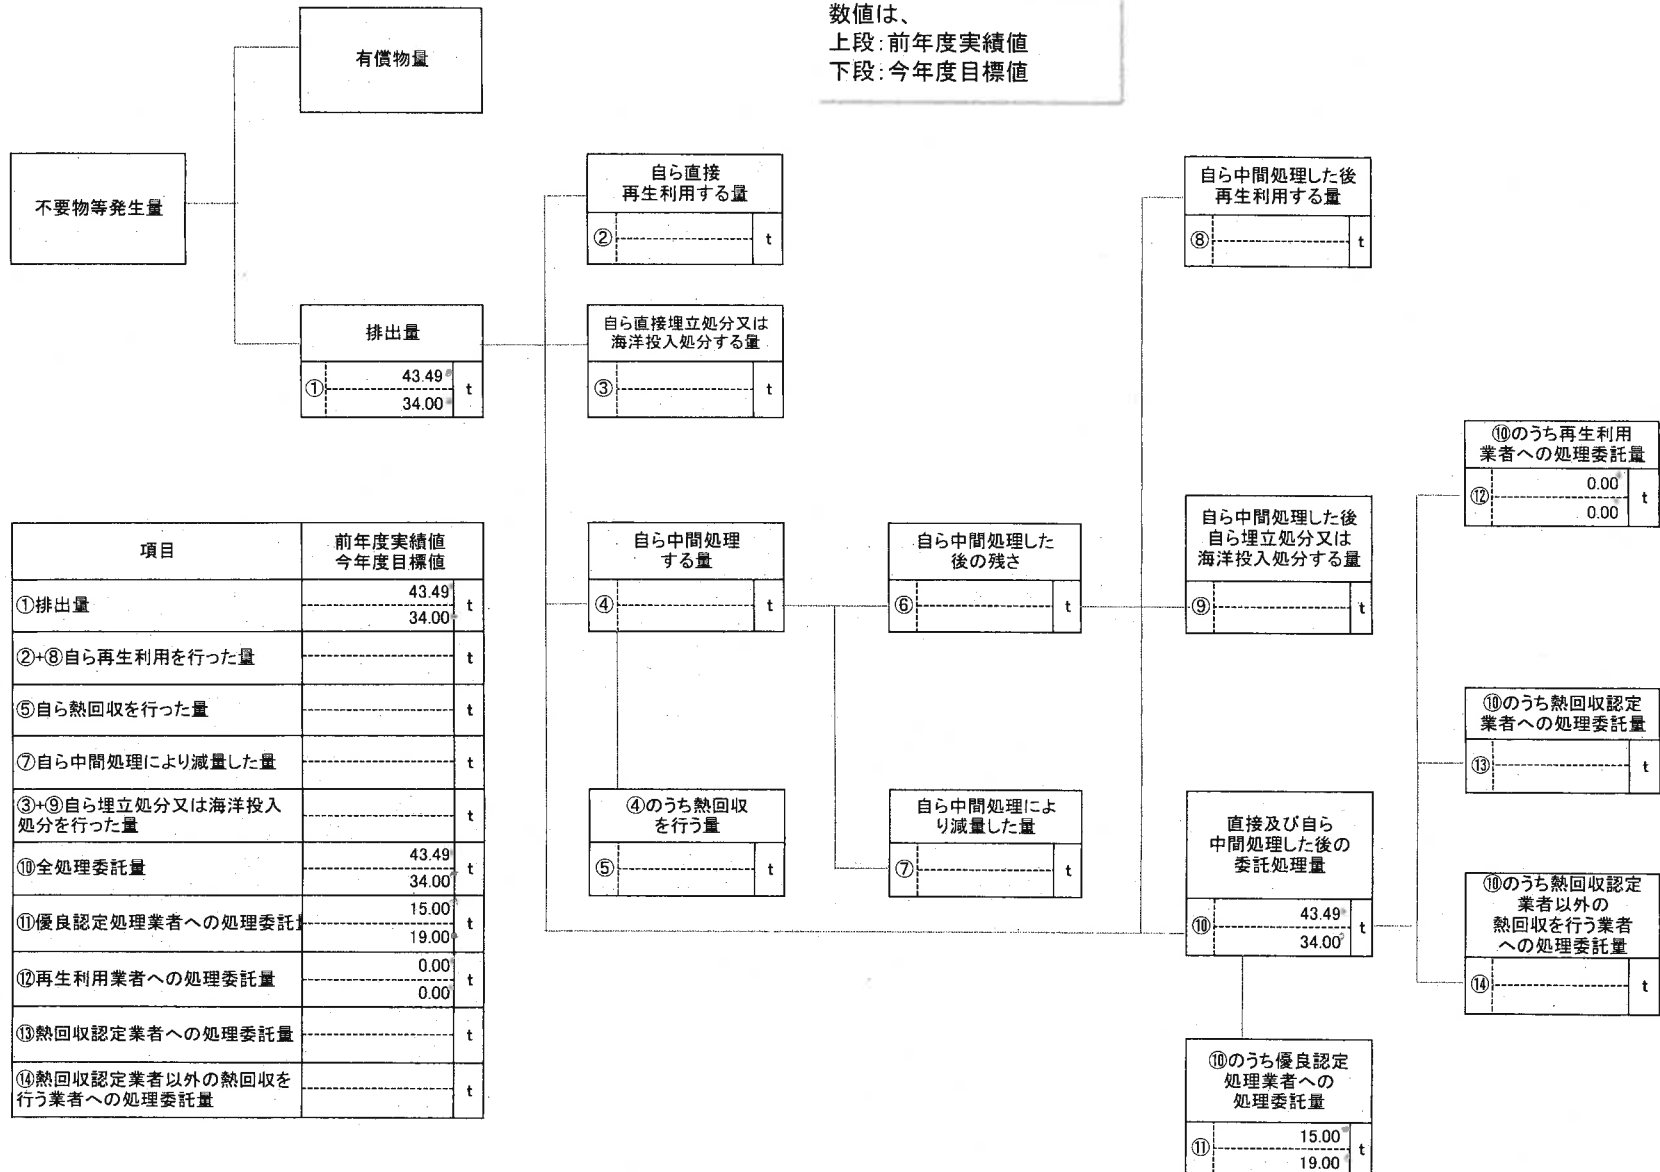 数値は、
上段:前年度実績値
下段:今年度目標値
有償物量
不要物等発生量
排出量
① 43.49 t
34.00
自ら直接
再生利用する量
② t
自ら直接埋立処分又は
海洋投入処分する量
③ t
自ら中間処理
する量
④ t
④のうち熱回収
を行う量
⑤ t
自ら中間処理した
後の残さ
⑥ t
自ら中間処理によ
り減量した量
⑦ t
自ら中間処理した後
再生利用する量
⑧ t
自ら中間処理した後
自ら埋立処分又は
海洋投入処分する量
⑨ t
直接及び自ら
中間処理した後の
委託処理量
⑩ 43.49 t
34.00
⑩のうち優良認定
処理業者への
処理委託量
⑪ 15.00 t
19.00
⑩のうち再生利用
業者への処理委託量
⑫ 0.00 t
0.00
⑩のうち熱回収認定
業者への処理委託量
⑬ t
⑩のうち熱回収認定
業者以外の
熱回収を行う業者
への処理委託量
⑭ t
項目 前年度実績値
今年度目標値
①排出量 43.49 t
34.00
②+⑧自ら再生利用を行った量 t
⑤自ら熱回収を行った量 t
⑦自ら中間処理により減量した量 t
③+⑨自ら埋立処分又は海洋投入
処分を行った量 t
⑩全処理委託量 43.49 t
34.00
⑪優良認定処理業者への処理委託 15.00 t
19.00
⑫再生利用業者への処理委託量 0.00 t
0.00
⑬熱回収認定業者への処理委託量 t
⑭熱回収認定業者以外の熱回収を
行う業者への処理委託量 t